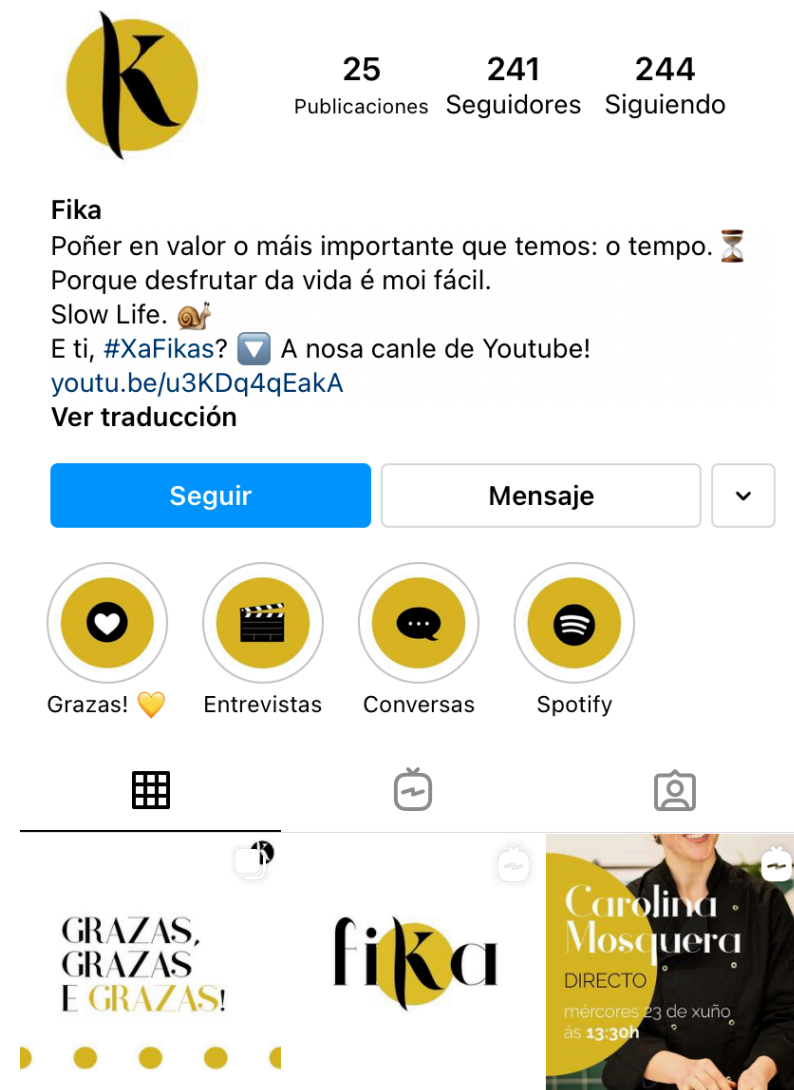 k
25 241 244
Publicaciones Seguidores Siguiendo
Fika
Poñer en valor o máis importante que temos: o tempo.⏳
Porque desfrutar da vida é moi fácil.
Slow Life. 🐌
E ti, #XaFikas? 🔽 A nosa canle de Youtube!
youtu.be/u3KDq4qEakA
Ver traducción
Seguir Mensaje
Grazas! 💛 Entrevistas Conversas Spotify
GRAZAS,
GRAZAS
E GRAZAS!
k
fika
Carolina
Mosquera
DIRECTO
mércores 23 de xuño
ás 13:30h